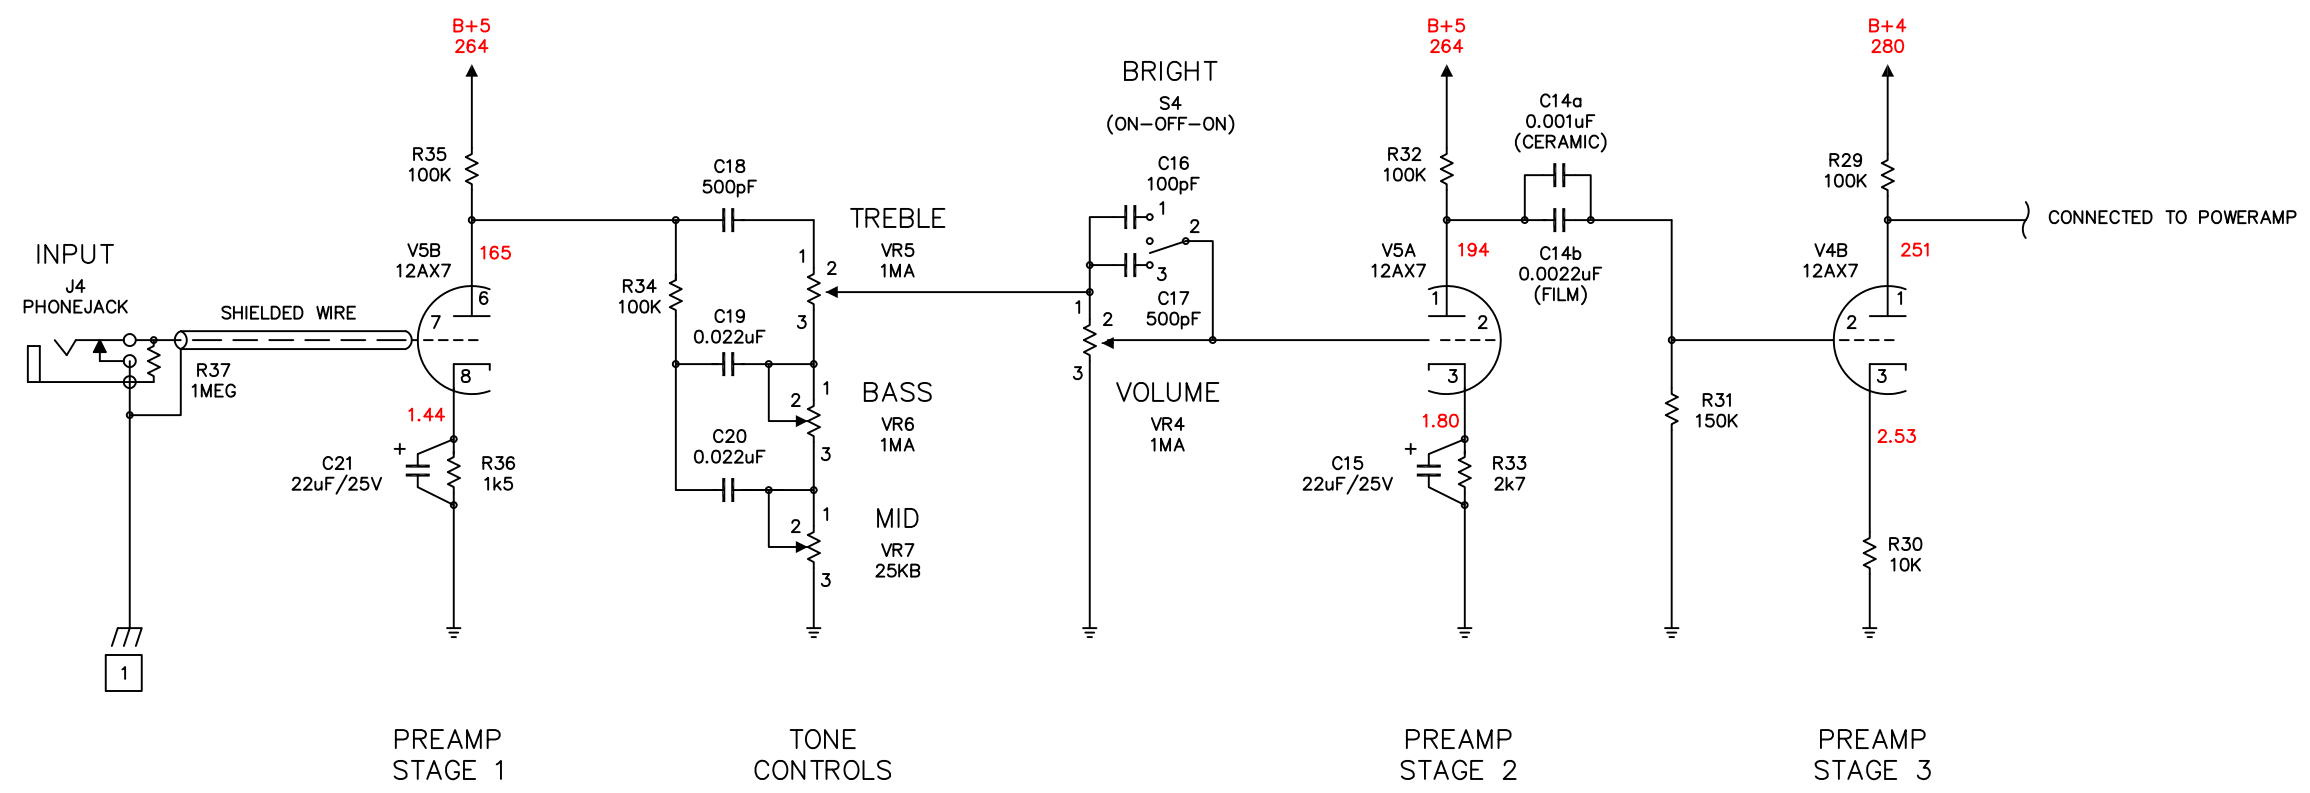 B+5
264
R35
100K
INPUT
J4
PHONEJACK
SHIELDED WIRE
R37
1MEG
V5B
12AX7
165
6
7
8
1.44
+
C21
22uF/25V
R36
1k5
1
PREAMP
STAGE 1
C18
500pF
R34
100K
C19
0.022uF
C20
0.022uF
TREBLE
VR5
1MA
1
2
3
BASS
VR6
1MA
1
2
3
MID
VR7
25KB
1
2
3
TONE
CONTROLS
BRIGHT
S4
(ON-OFF-ON)
C16
100pF
1
2
3
C17
500pF
1
2
3
VOLUME
VR4
1MA
B+5
264
R32
100K
V5A
12AX7
194
1
2
3
1.80
+
C15
22uF/25V
R33
2k7
PREAMP
STAGE 2
C14a
0.001uF
(CERAMIC)
C14b
0.0022uF
(FILM)
R31
150K
B+4
280
R29
100K
V4B
12AX7
251
1
2
3
2.53
R30
10K
CONNECTED TO POWERAMP
PREAMP
STAGE 3